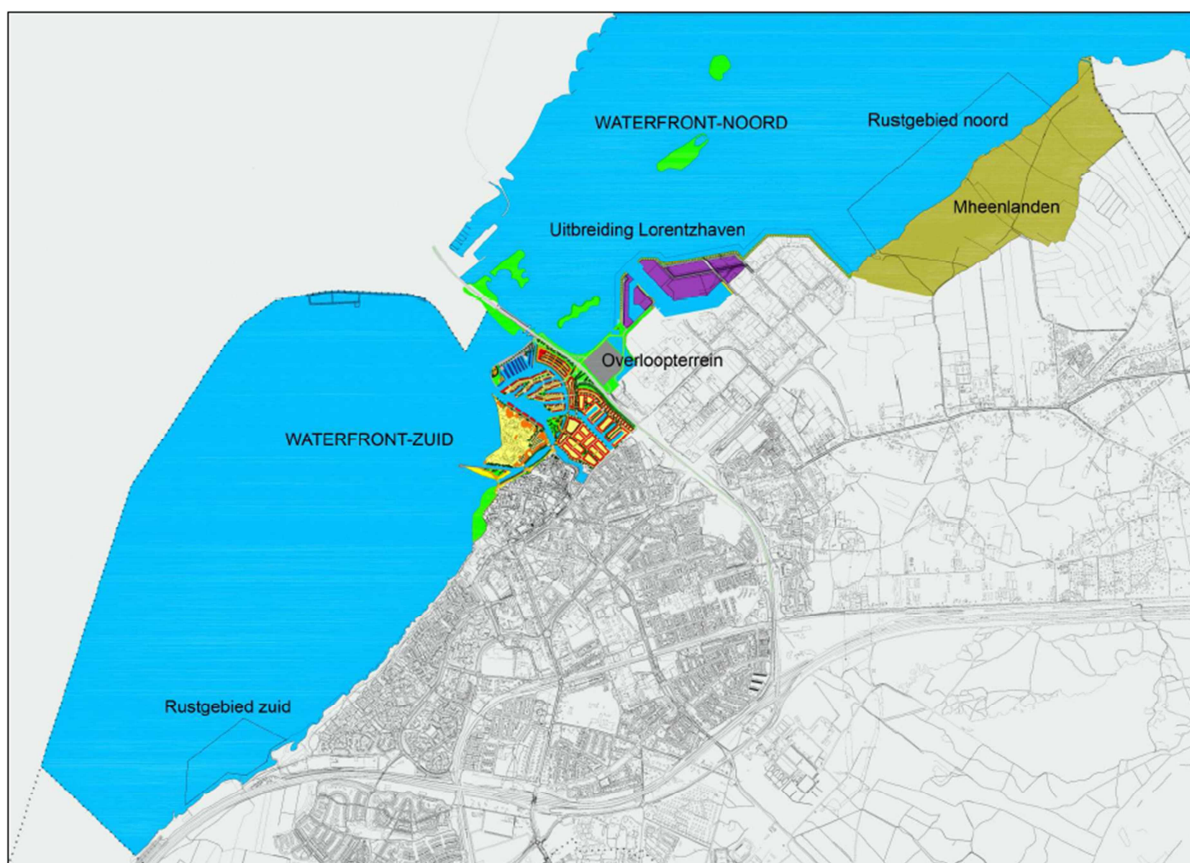 WATERFRONT-NOORD
Rustgebied noord
Mheenlanden
Uitbreiding Lorentzhaven
Overloopterrein
WATERFRONT-ZUID
Rustgebied zuid